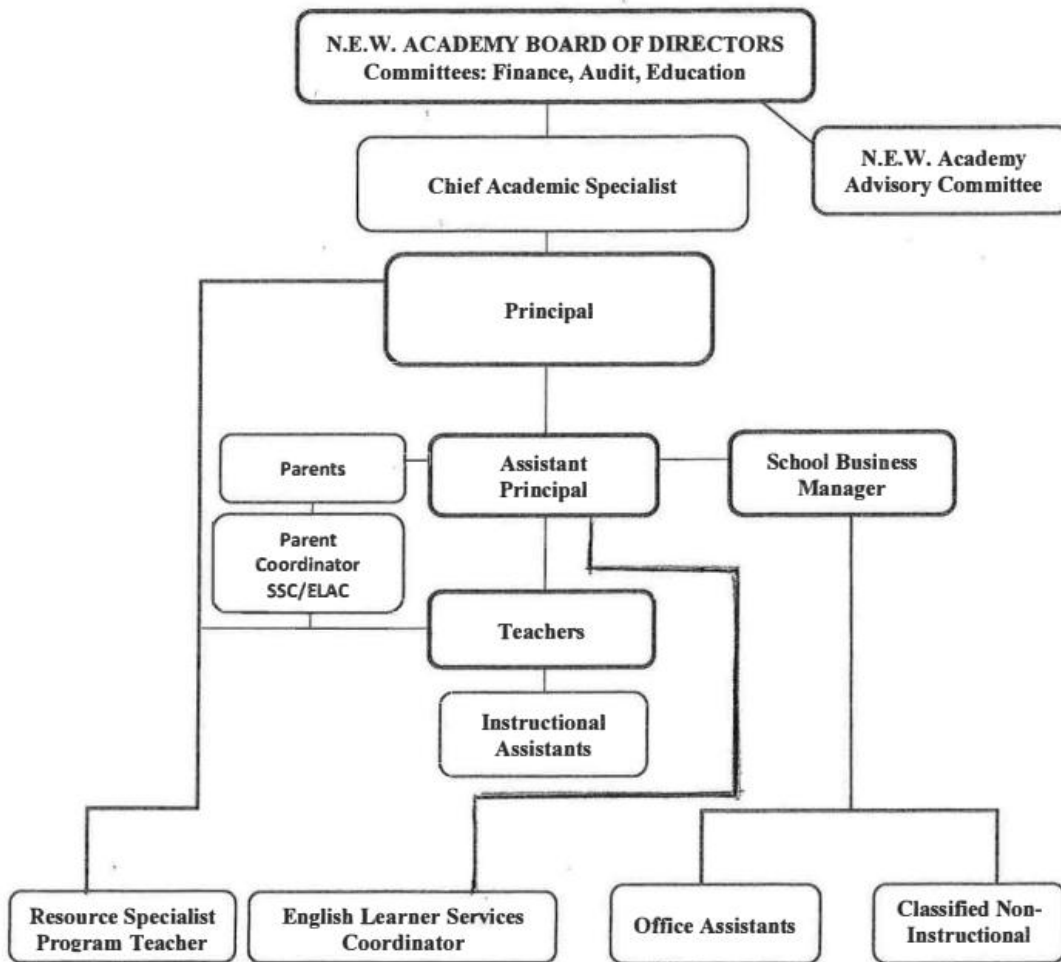 N.E.W. ACADEMY BOARD OF DIRECTORS
Committees: Finance, Audit, Education
N.E.W. Academy
Advisory Committee
Chief Academic Specialist
Principal
Parents
Assistant
Principal
School Business
Manager
Parent
Coordinator
SSC/ELAC
Teachers
Instructional
Assistants
Resource Specialist
Program Teacher
English Learner Services
Coordinator
Office Assistants
Classified Non-
Instructional